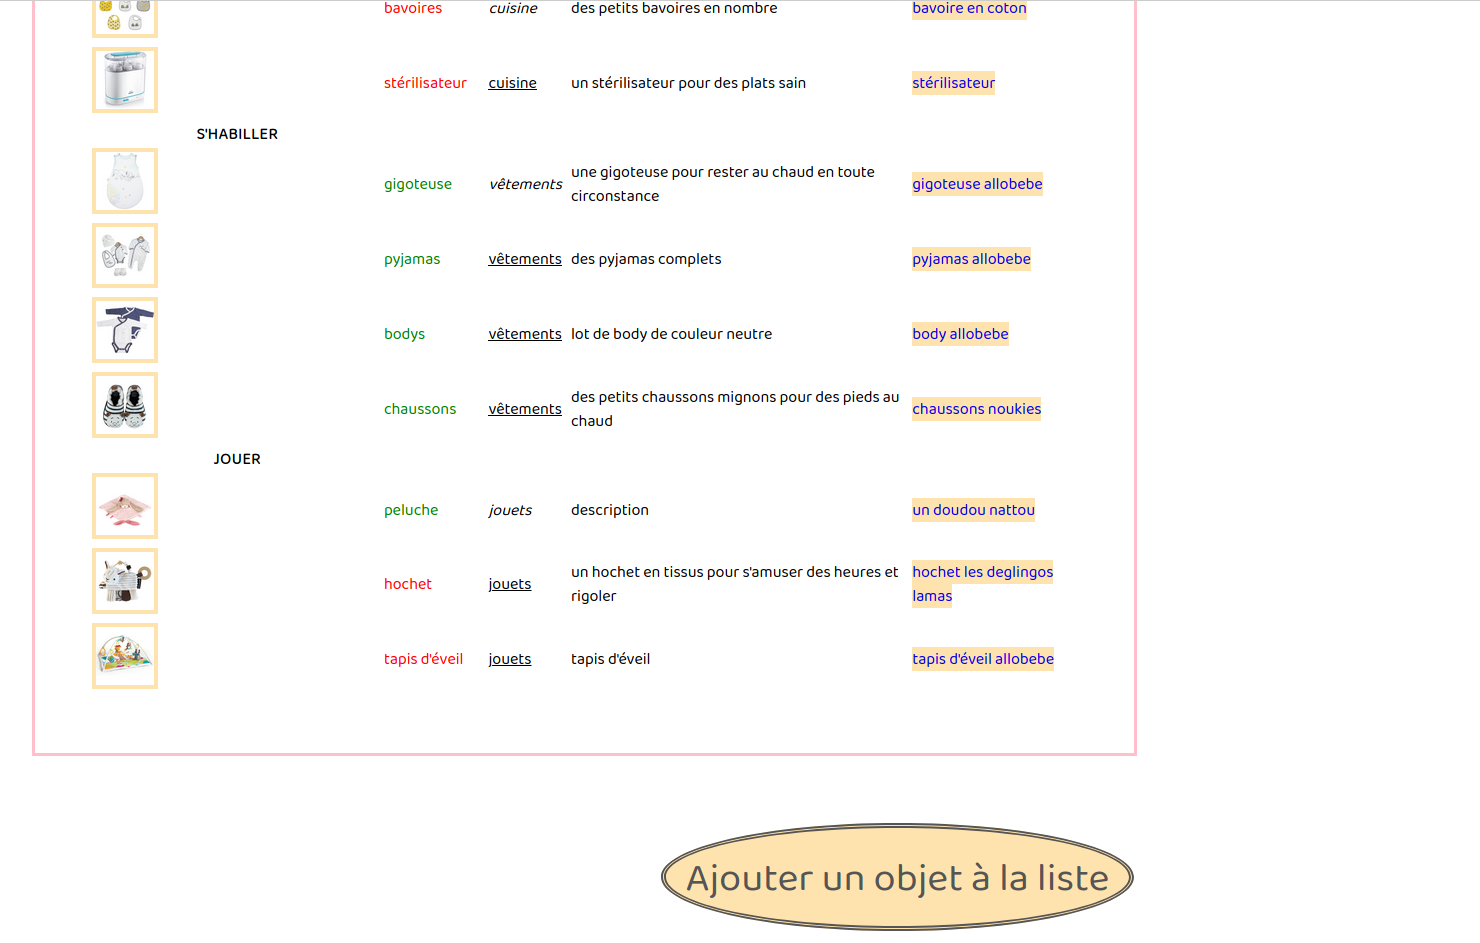 bavoires cuisine des petits bavoires en nombre bavoire en coton
stérilisateur cuisine un stérilisateur pour des plats sain stérilisateur
S'HABILLER
gigoteuse vêtements une gigoteuse pour rester au chaud en toute circonstance gigoteuse allobebe
pyjamas vêtements des pyjamas complets pyjamas allobebe
bodys vêtements lot de body de couleur neutre body allobebe
chaussons vêtements des petits chaussons mignons pour des pieds au chaud chaussons noukies
JOUER
peluche jouets description un doudou nattou
hochet jouets un hochet en tissus pour s'amuser des heures et rigoler hochet les deglingos lamas
tapis d'éveil jouets tapis d'éveil tapis d'éveil allobebe
Ajouter un objet à la liste